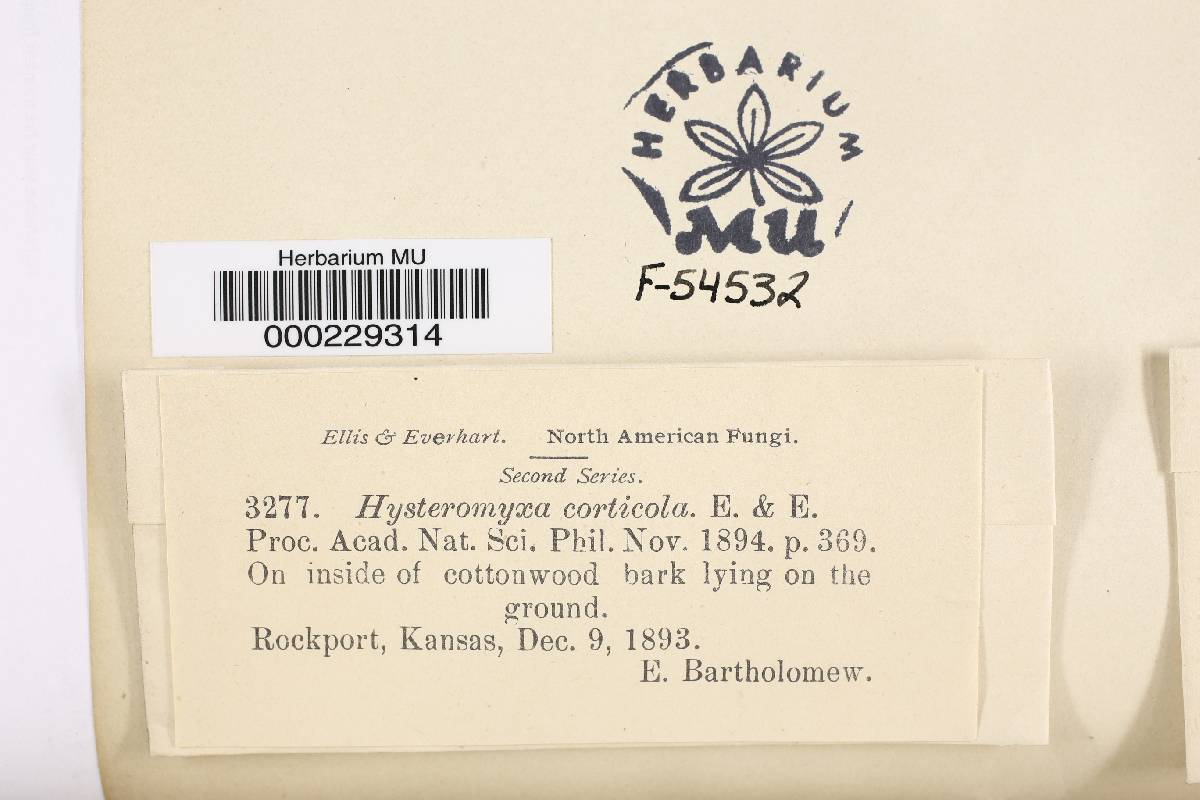 HERBARIUM
MU
F-54532
Herbarium MU
000229314
Ellis & Everhart. North American Fungi.
Second Series.
3277. Hysteromyxa corticola. E. & E.
Proc. Acad. Nat. Sci. Phil. Nov. 1894. p. 369.
On inside of cottonwood bark lying on the
ground.
Rockport, Kansas, Dec. 9, 1893.
E. Bartholomew.